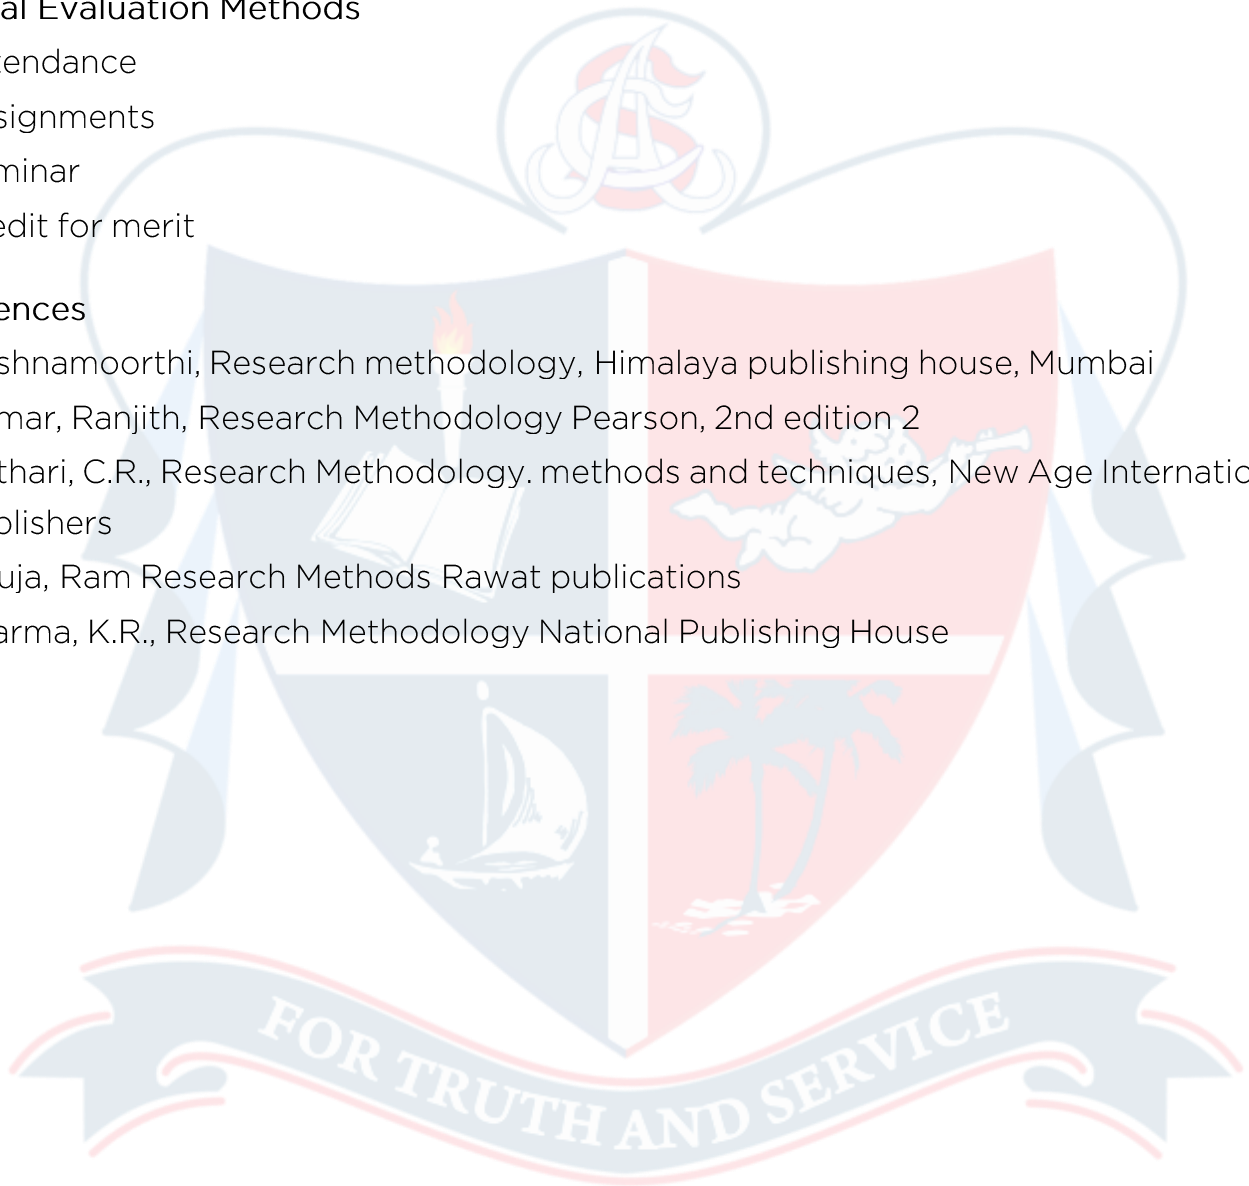 al Evaluation Methods
tendance
signments
minar
edit for merit
ences
shnamoorthi, Research methodology, Himalaya publishing house, Mumbai
mar, Ranjith, Research Methodology Pearson, 2nd edition 2
thari, C.R., Research Methodology. methods and techniques, New Age Internatio
blishers
uja, Ram Research Methods Rawat publications
arma, K.R., Research Methodology National Publishing House
FOR TRUTH AND SERVICE